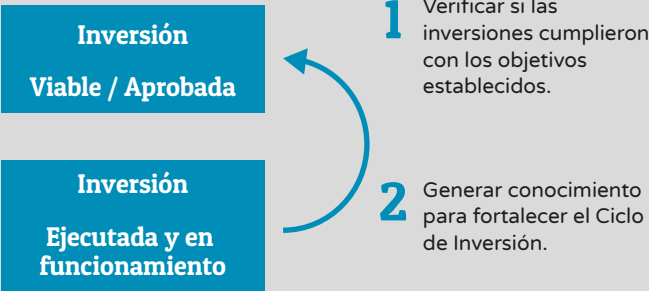 Inversión
Viable / Aprobada
Inversión
Ejecutada y en
funcionamiento
1
Verificar si las
inversiones cumplieron
con los objetivos
establecidos.
2
Generar conocimiento
para fortalecer el Ciclo
de Inversión.